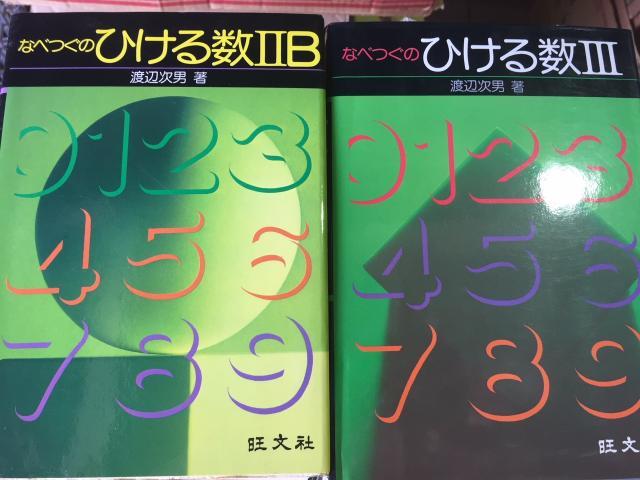 なべつぐの ひける数ⅡB
渡辺次男 著
0123
456
789
旺文社
なべつぐの ひける数Ⅲ
渡辺次男 著
0123
456
789
旺文